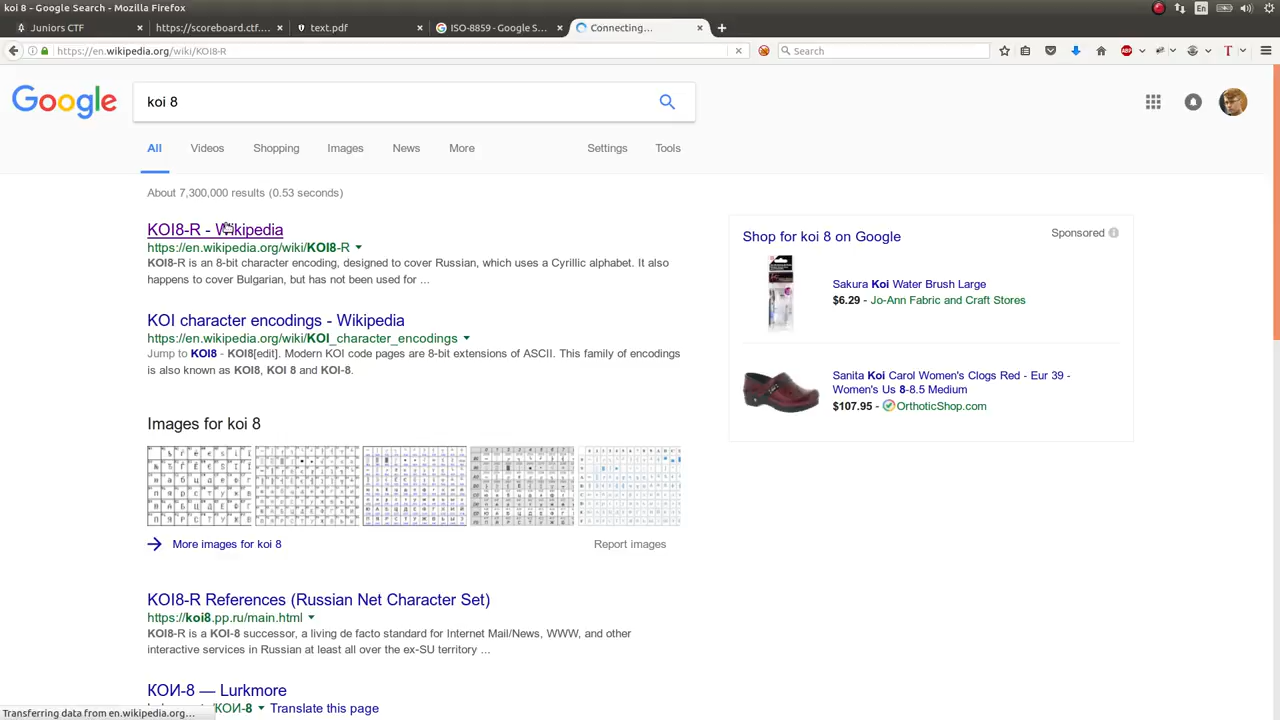 koi 8 - Google Search - Mozilla Firefox
En
Juniors CTF
https://scoreboard.ctf....
text.pdf
ISO-8859 - Google S...
Connecting...
https://en.wikipedia.org/wiki/KOI8-R
Search
ABP
Google
koi 8
All
Videos
Shopping
Images
News
More
Settings
Tools
About 7,300,000 results (0.53 seconds)
KOI8-R - Wikipedia
https://en.wikipedia.org/wiki/KOI8-R
KOI8-R is an 8-bit character encoding, designed to cover Russian, which uses a Cyrillic alphabet. It also
happens to cover Bulgarian, but has not been used for ...
KOI character encodings - Wikipedia
https://en.wikipedia.org/wiki/KOI_character_encodings
Jump to KOI8 - KOI8[edit]. Modern KOI code pages are 8-bit extensions of ASCII. This family of encodings
is also known as KOI8, KOI 8 and KOI-8.
Images for koi 8
More images for koi 8
Report images
KOI8-R References (Russian Net Character Set)
https://koi8.pp.ru/main.html
KOI8-R is a KOI-8 successor, a living de facto standard for Internet Mail/News, WWW, and other
interactive services in Russian at least all over the ex-SU territory ...
КОИ-8 — Lurkmore
/КОИ-8
Translate this page
Shop for koi 8 on Google
Sponsored
Sakura Koi Water Brush Large
$6.29 - Jo-Ann Fabric and Craft Stores
Sanita Koi Carol Women's Clogs Red - Eur 39 -
Women's Us 8-8.5 Medium
$107.95 - OrthoticShop.com
Transferring data from en.wikipedia.org...